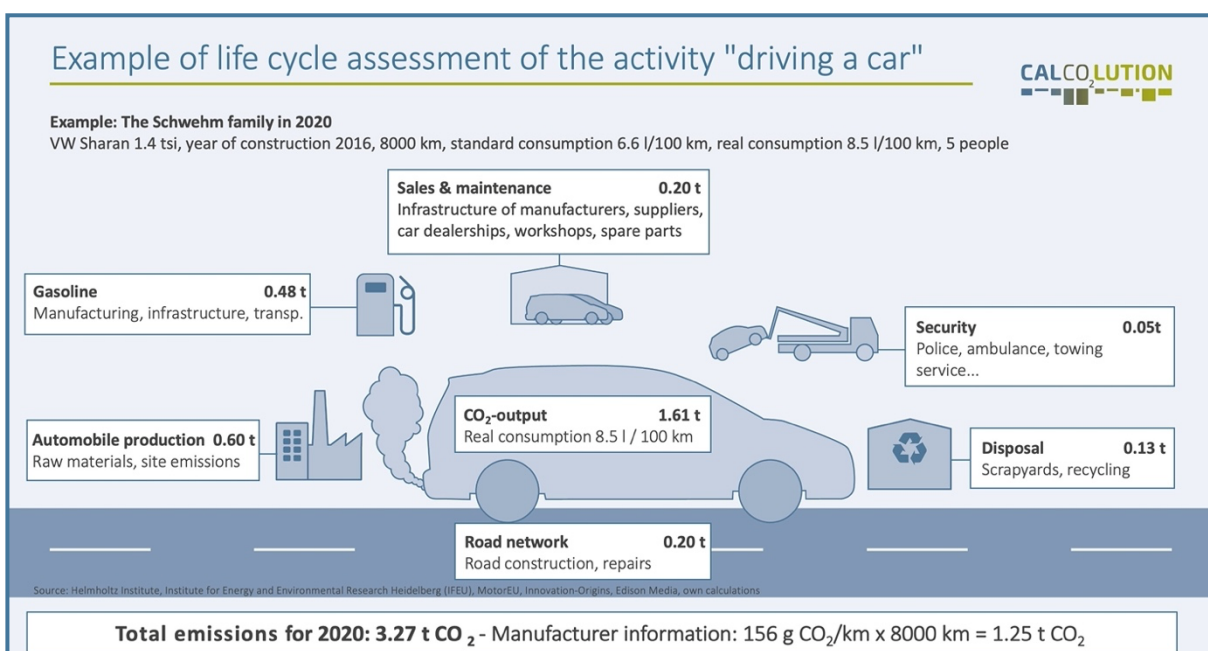 Example of life cycle assessment of the activity "driving a car"
CALCO₂LUTION
Example: The Schwehm family in 2020
VW Sharan 1.4 tsi, year of construction 2016, 8000 km, standard consumption 6.6 l/100 km, real consumption 8.5 l/100 km, 5 people
Sales & maintenance 0.20 t
Infrastructure of manufacturers, suppliers,
car dealerships, workshops, spare parts
Gasoline 0.48 t
Manufacturing, infrastructure, transp.
Security 0.05t
Police, ambulance, towing
service...
CO₂-output 1.61 t
Real consumption 8.5 l / 100 km
Automobile production 0.60 t
Raw materials, site emissions
Disposal 0.13 t
Scrapyards, recycling
Road network 0.20 t
Road construction, repairs
Source: Helmholtz Institute, Institute for Energy and Environmental Research Heidelberg (IFEU), MotorEU, Innovation-Origins, Edison Media, own calculations
Total emissions for 2020: 3.27 t CO₂ - Manufacturer information: 156 g CO₂/km x 8000 km = 1.25 t CO₂